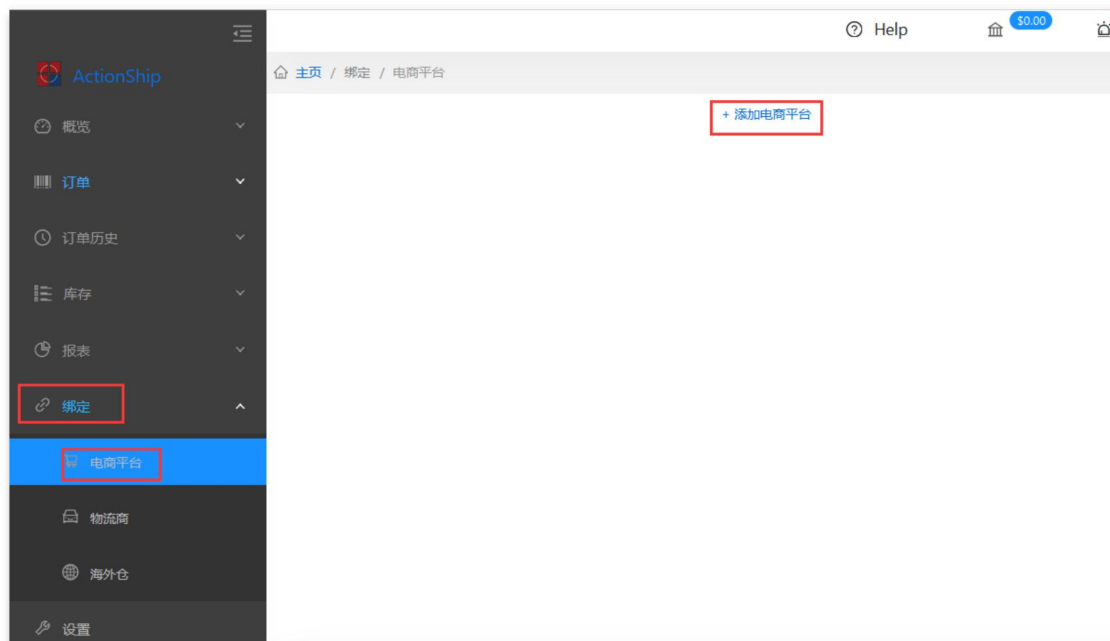 Help
$0.00
ActionShip
主页 / 绑定 / 电商平台
+ 添加电商平台
概览
订单
订单历史
库存
报表
绑定
电商平台
物流商
海外仓
设置